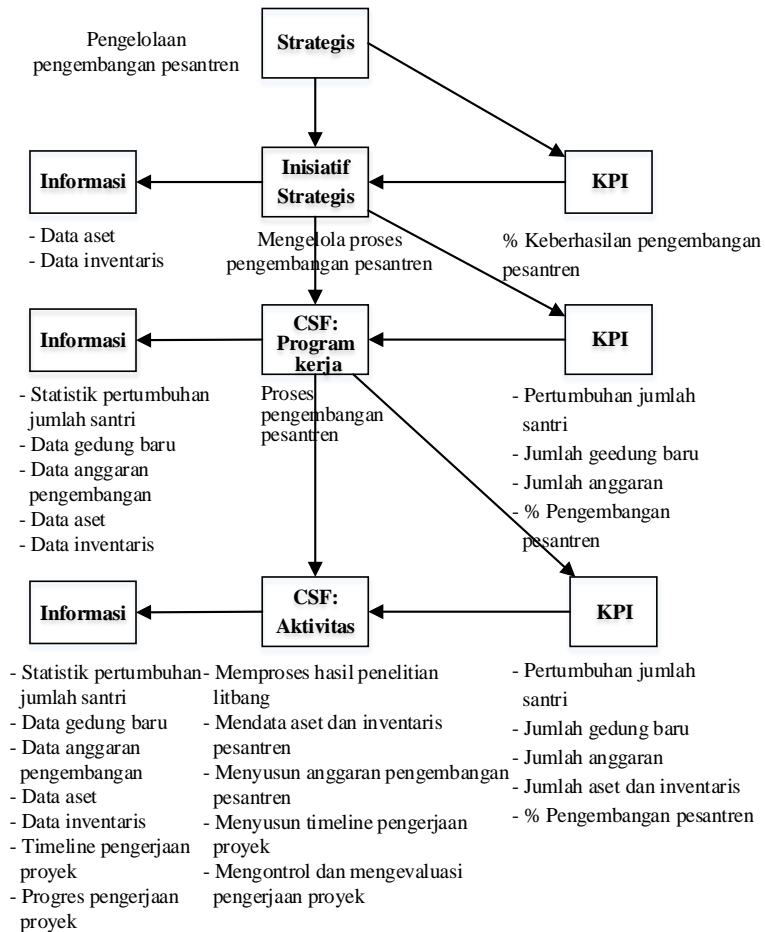 Pengelolaan
pengembangan pesantren
Strategis
Informasi
Inisiatif
Strategis
KPI
- Data aset
- Data inventaris
Mengelola proses
pengembangan pesantren
% Keberhasilan pengembangan
pesantren
Informasi
CSF:
Program
kerja
KPI
- Statistik pertumbuhan
jumlah santri
- Data gedung baru
- Data anggaran
pengembangan
- Data aset
- Data inventaris
Proses
pengembangan
pesantren
- Pertumbuhan jumlah
santri
- Jumlah geedung baru
- Jumlah anggaran
- % Pengembangan
pesantren
Informasi
CSF:
Aktivitas
KPI
- Statistik pertumbuhan
jumlah santri
- Data gedung baru
- Data anggaran
pengembangan
- Data aset
- Data inventaris
- Timeline pengerjaan
proyek
- Progres pengerjaan
proyek
- Memproses hasil penelitian
litbang
- Mendata aset dan inventaris
pesantren
- Menyusun anggaran pengembangan
pesantren
- Menyusun timeline pengerjaan
proyek
- Mengontrol dan mengevaluasi
pengerjaan proyek
- Pertumbuhan jumlah
santri
- Jumlah gedung baru
- Jumlah anggaran
- Jumlah aset dan inventaris
- % Pengembangan pesantren